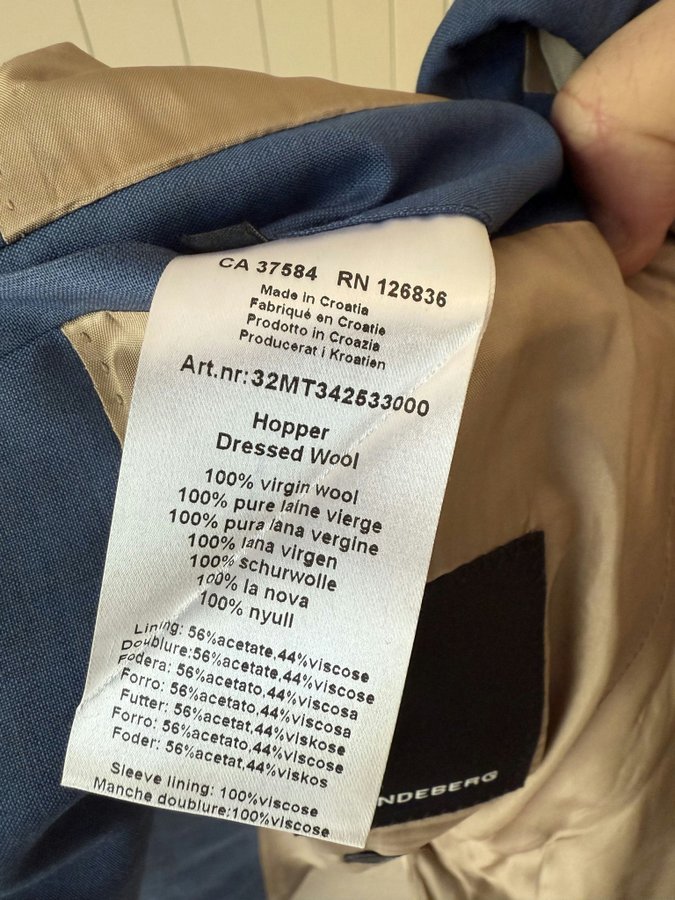 CA 37584 RN 126836
Made in Croatia
Fabriqué en Croatie
Prodotto in Croazia
Producerat i Kroatien
Art.nr:32MT342533000
Hopper
Dressed Wool
100% virgin wool
100% pure laine vierge
100% pura lana vergine
100% lana virgen
100% schurwolle
100% la nova
100% nyull
Lining: 56%acetate,44%viscose
Doublure:56%acetate,44%viscose
Fodera: 56%acetato,44%viscosa
Forro: 56%acetato,44%viscosa
Futter: 56%acetat,44%viskose
Forro: 56%acetato,44%viscose
Foder: 56%acetat,44%viskos
Sleeve lining: 100%viscose
Manche doublure:100%viscose
NDEBERG